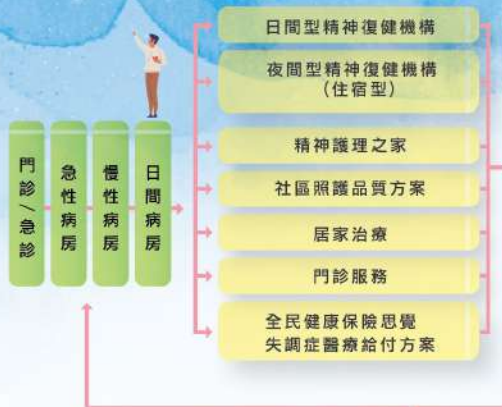 門診/急診
急性病房
慢性病房
日間病房
日間型精神復健機構
夜間型精神復健機構
(住宿型)
精神護理之家
社區照護品質方案
居家治療
門診服務
全民健康保險思覺
失調症醫療給付方案